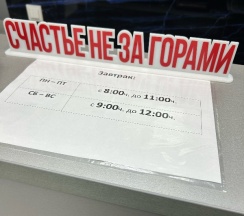 СЧАСТЬЕ НЕ ЗА ГОРАМИ
Завтрак:
ПН – ПТ с 8:00ч. до 11:00ч.
СБ – ВС с 9:00ч. до 12:00ч.